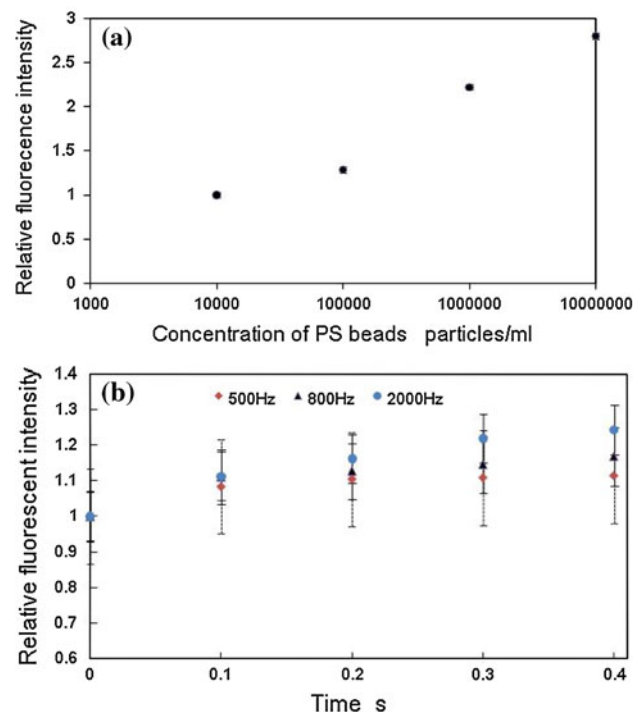 (a)
Relative fluorecence intensity
3
2.5
2
1.5
1
0.5
0
1000 10000 100000 1000000 10000000
Concentration of PS beads particles/ml
(b)
Relative fluorescent intensity
500Hz 800Hz 2000Hz
1.4
1.3
1.2
1.1
1
0.9
0.8
0.7
0.6
0 0.1 0.2 0.3 0.4
Time s